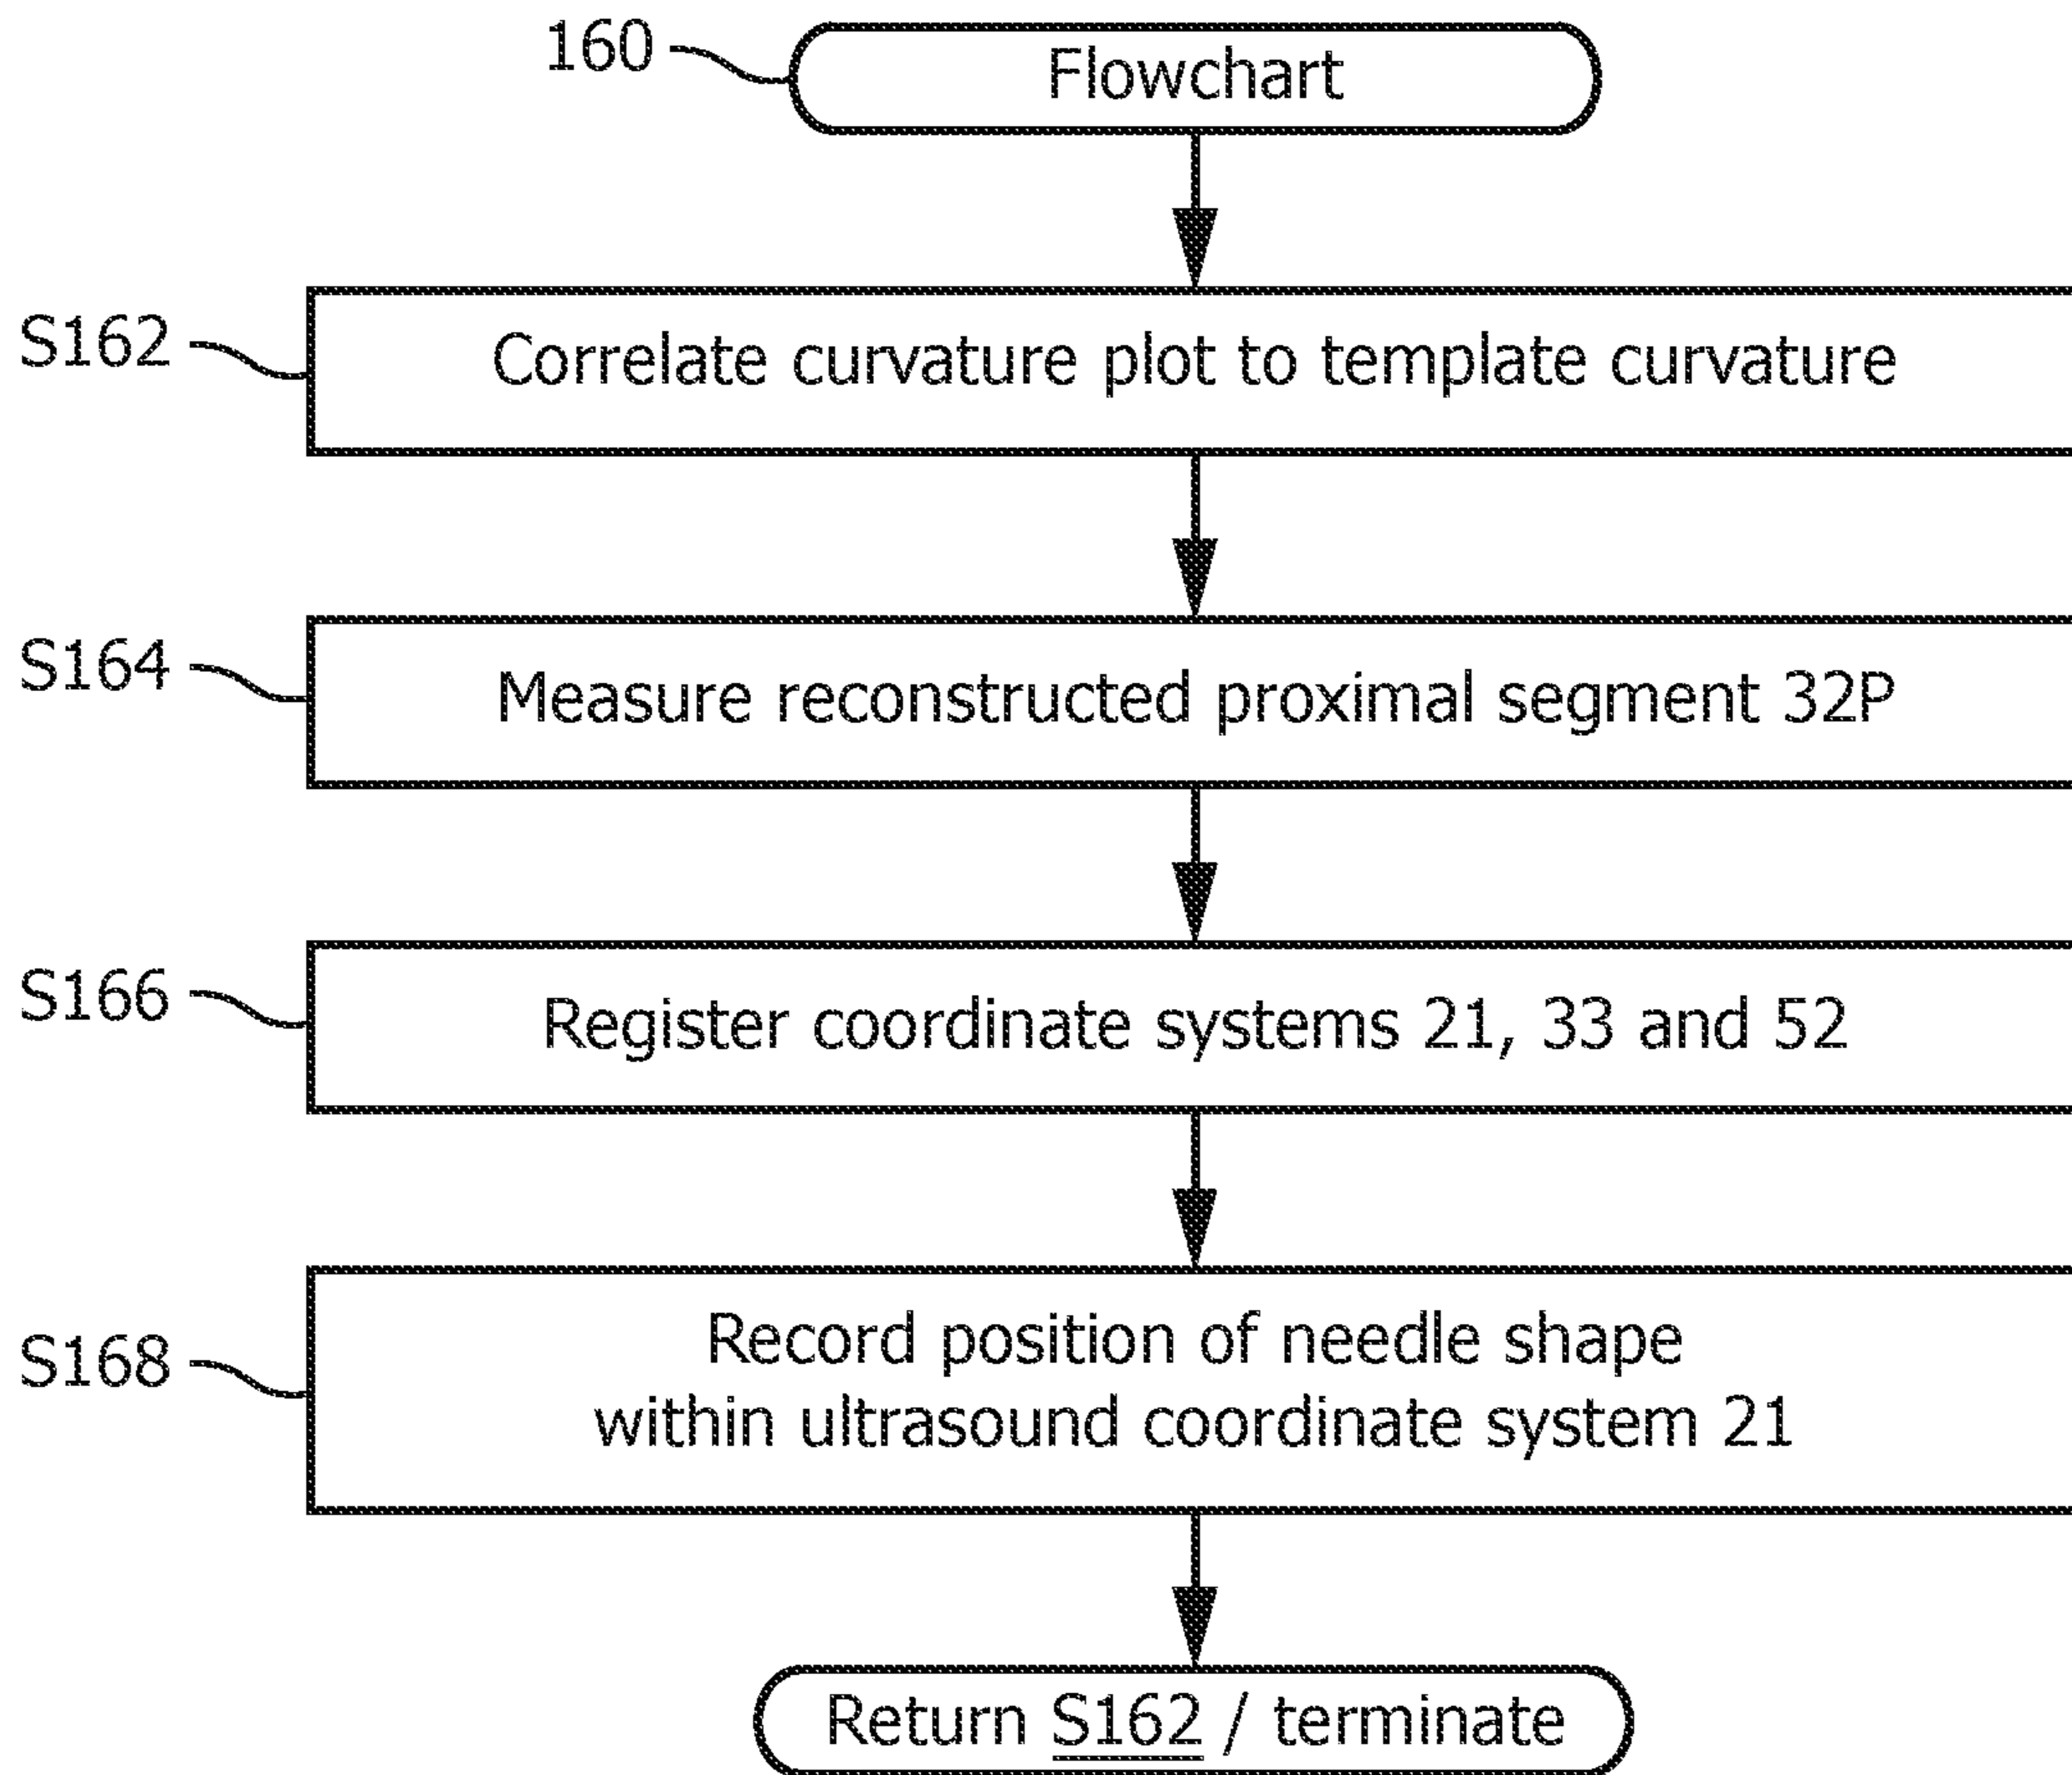 160
Flowchart
S162
Correlate curvature plot to template curvature
S164
Measure reconstructed proximal segment 32P
S166
Register coordinate systems 21, 33 and 52
S168
Record position of needle shape
within ultrasound coordinate system 21
Return S162 / terminate